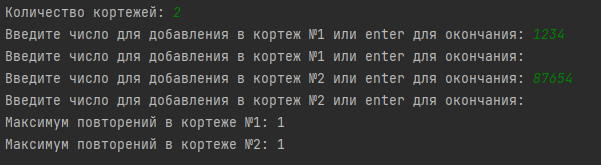 Количество кортежей: 2
Введите число для добавления в кортеж №1 или enter для окончания: 1234
Введите число для добавления в кортеж №1 или enter для окончания:
Введите число для добавления в кортеж №2 или enter для окончания: 87654
Введите число для добавления в кортеж №2 или enter для окончания:
Максимум повторений в кортеже №1: 1
Максимум повторений в кортеже №2: 1